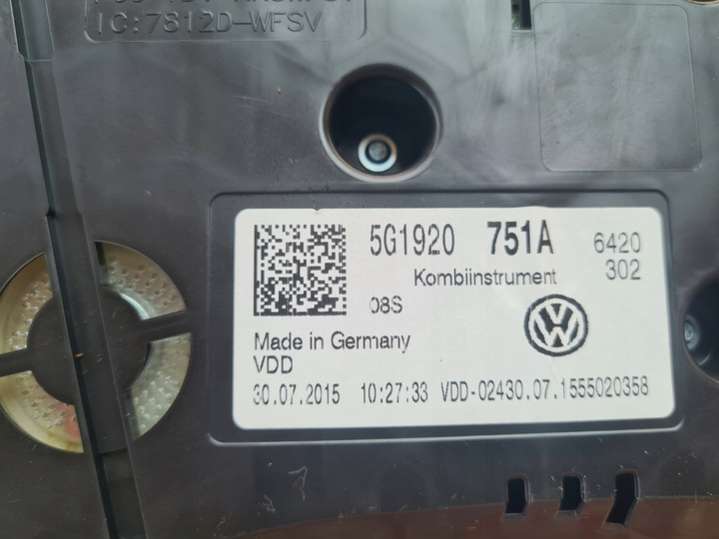 IC:7812D-WFSV
5G1920 751A 6420
Kombiinstrument 302
08S
Made in Germany
VDD
30.07.2015 10:27:33 VDD-02430.07.1555020358